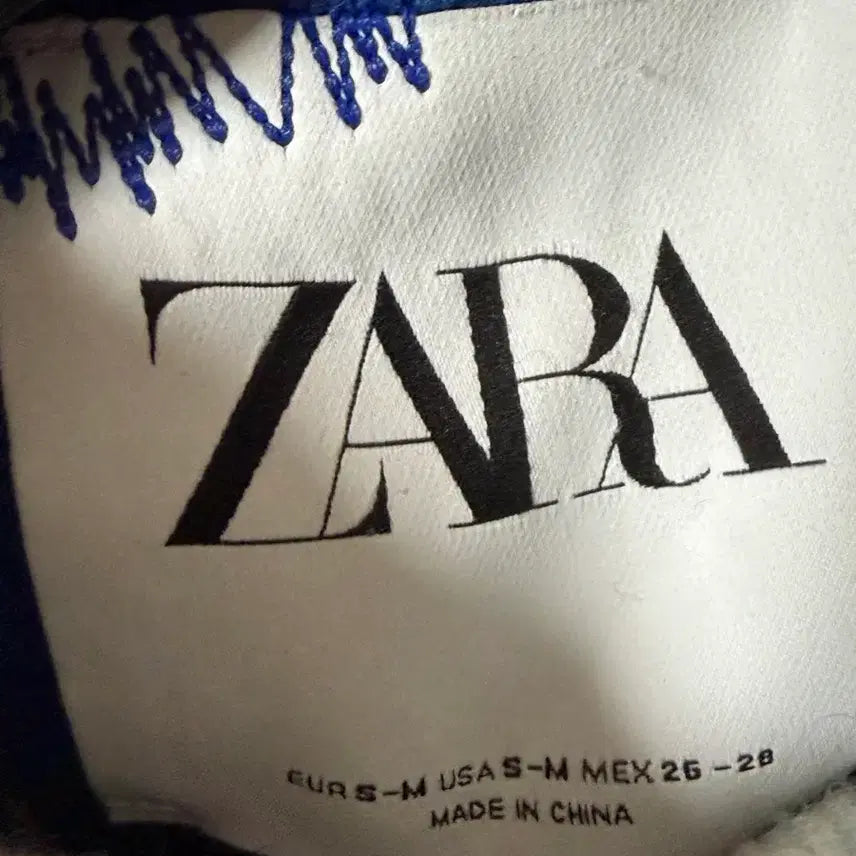 ZARA
EUR S-M USA S-M MEX 26-28
MADE IN CHINA